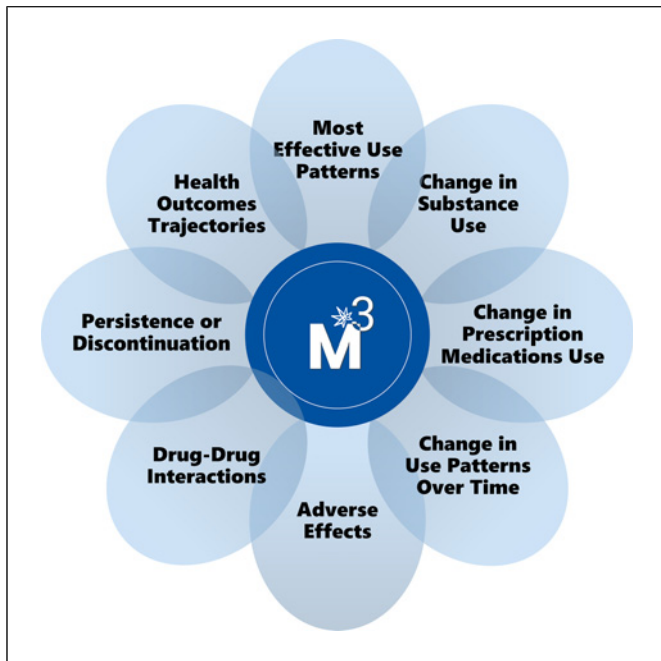 Most
Effective Use
Patterns
Change in
Substance
Use
Change in
Prescription
Medications Use
Change in
Use Patterns
Over Time
Adverse
Effects
Drug-Drug
Interactions
Persistence or
Discontinuation
Health
Outcomes
Trajectories
M3